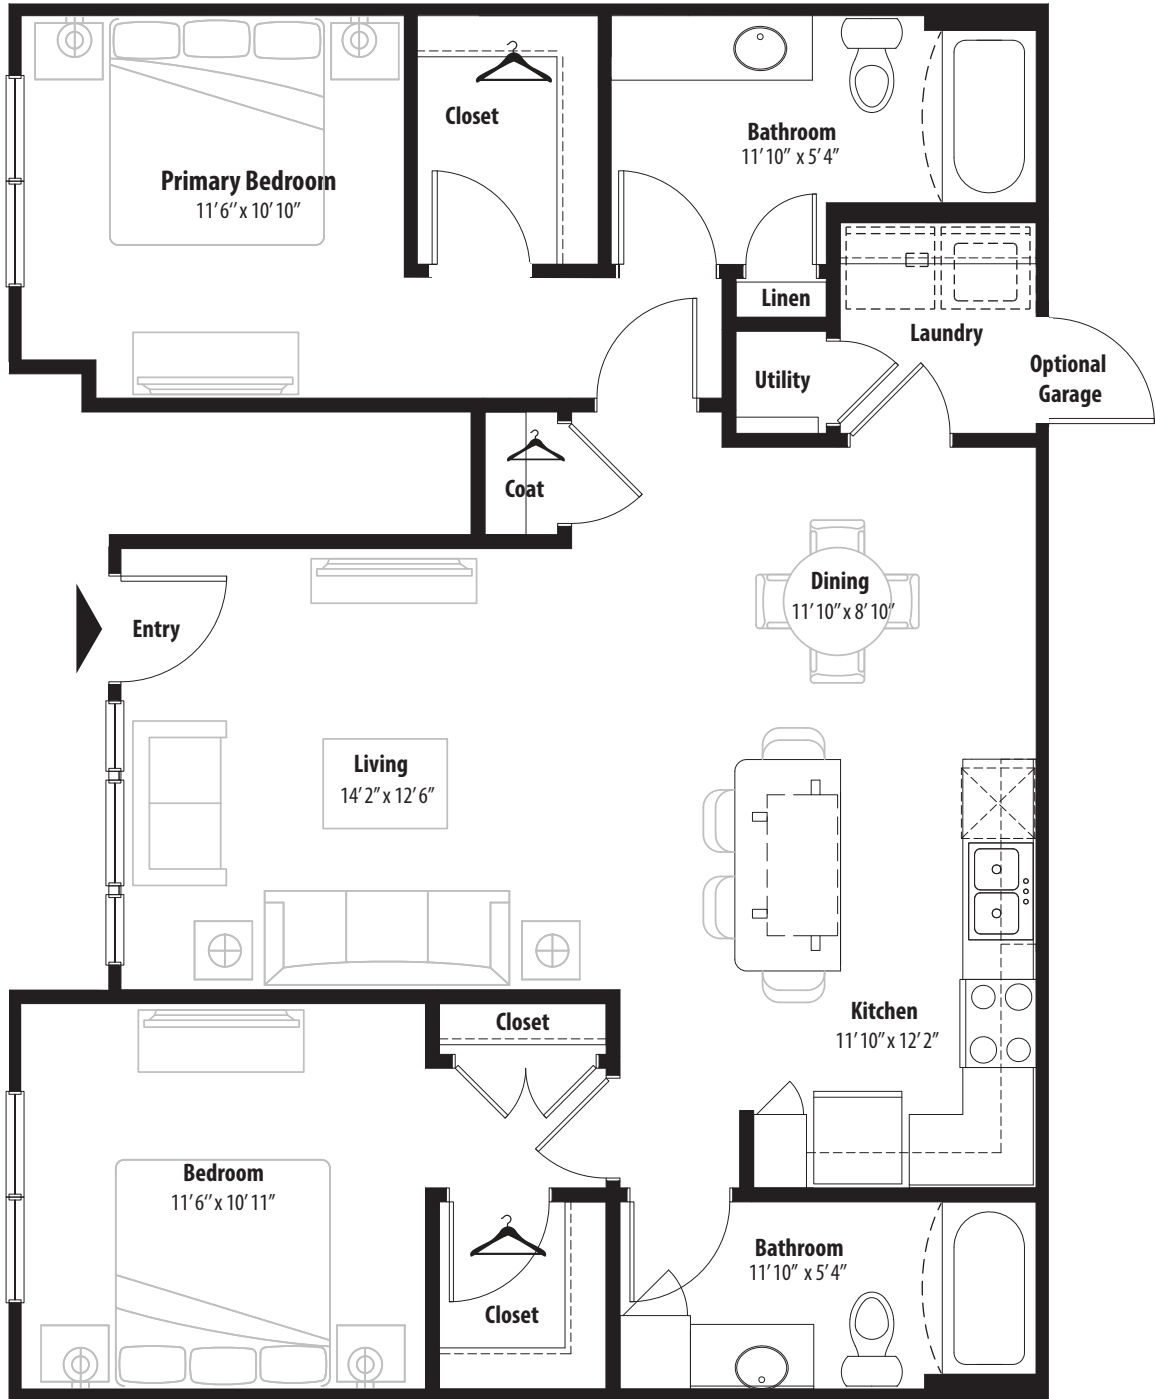 Closet
Bathroom
11'10" x 5'4"
Primary Bedroom
11'6" x 10'10"
Linen
Laundry
Utility
Optional
Garage
Coat
Dining
11'10" x 8'10"
Entry
Living
14'2" x 12'6"
Kitchen
11'10" x 12'2"
Closet
Bedroom
11'6" x 10'11"
Bathroom
11'10" x 5'4"
Closet